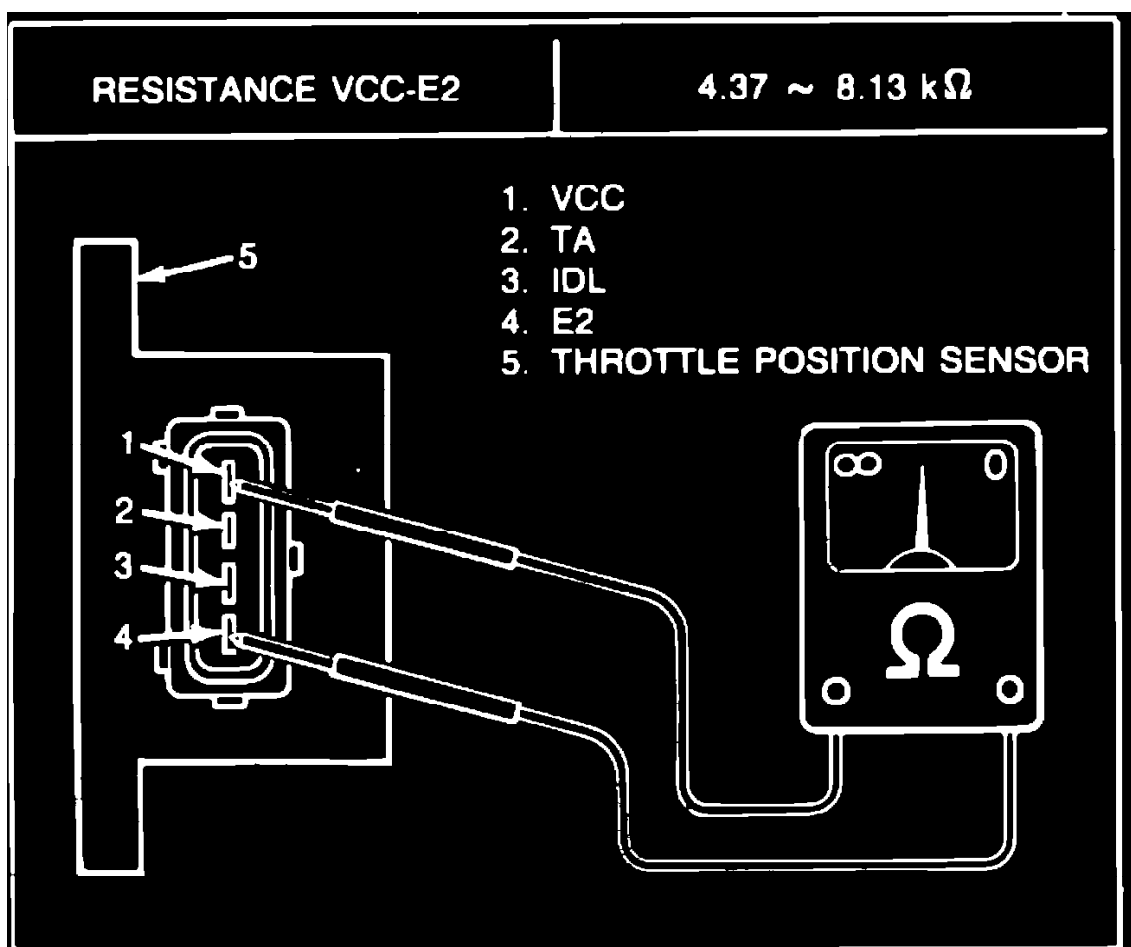 RESISTANCE VCC-E2
4.37 ~ 8.13 kΩ
1. VCC
2. TA
3. IDL
4. E2
5. THROTTLE POSITION SENSOR
5
1
2
3
4
∞ 0
Ω